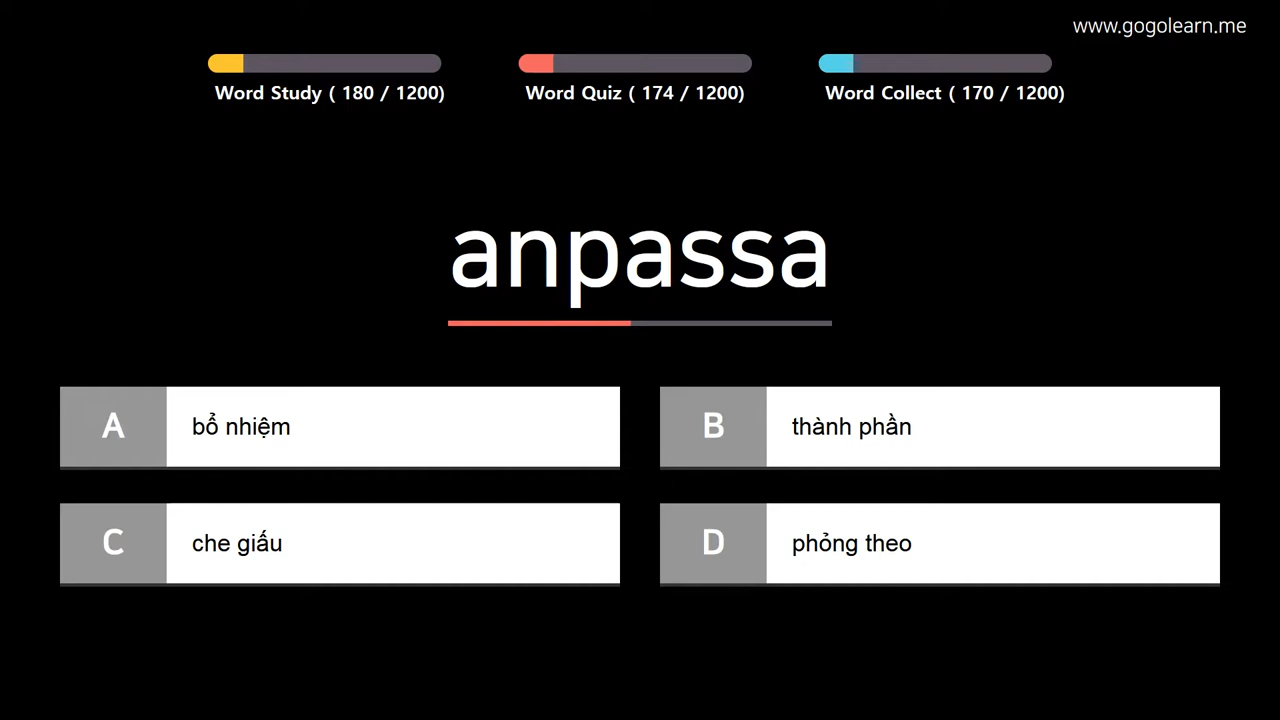 www.gogolearn.me
Word Study ( 180 / 1200)
Word Quiz ( 174 / 1200)
Word Collect ( 170 / 1200)
anpassa
A bổ nhiệm
B thành phần
C che giấu
D phỏng theo